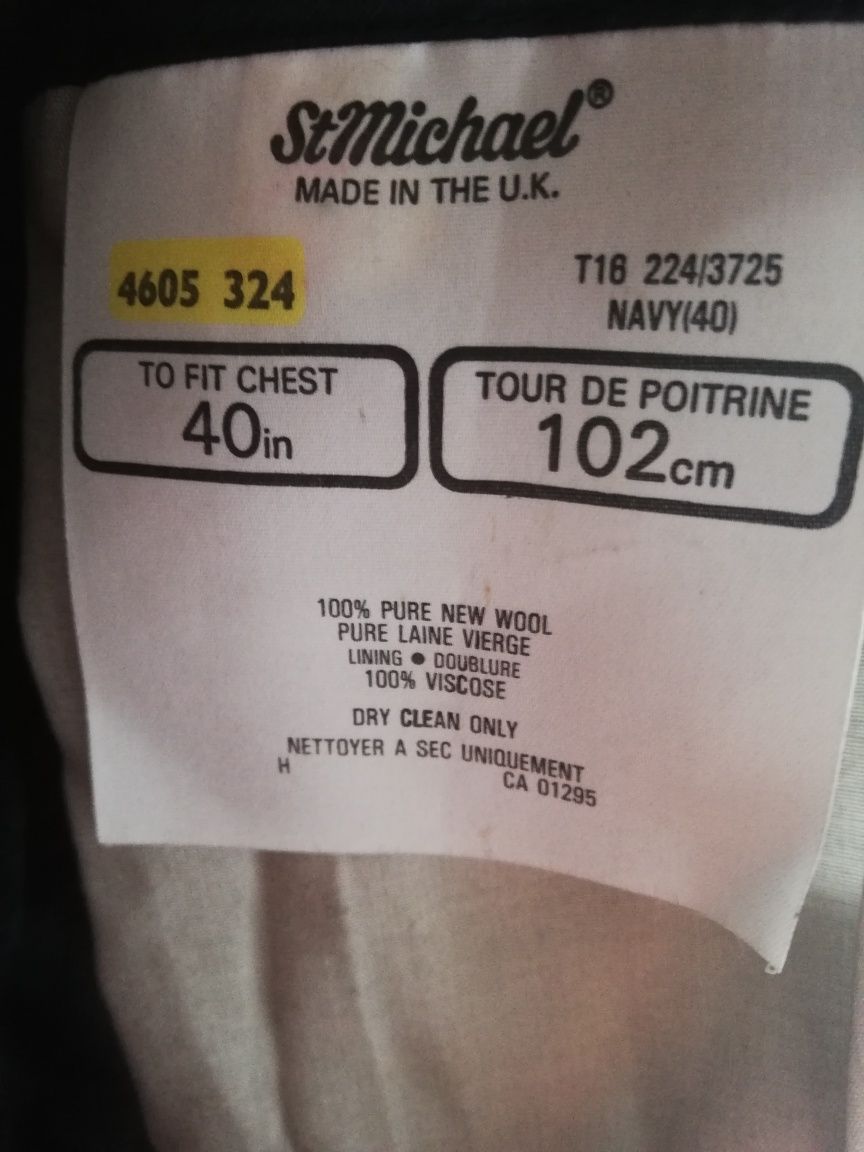 StMichael®
MADE IN THE U.K.
4605 324
T16 224/3725
NAVY(40)
TO FIT CHEST
40in
TOUR DE POITRINE
102cm
100% PURE NEW WOOL
PURE LAINE VIERGE
LINING ● DOUBLURE
100% VISCOSE
DRY CLEAN ONLY
NETTOYER A SEC UNIQUEMENT
H CA 01295